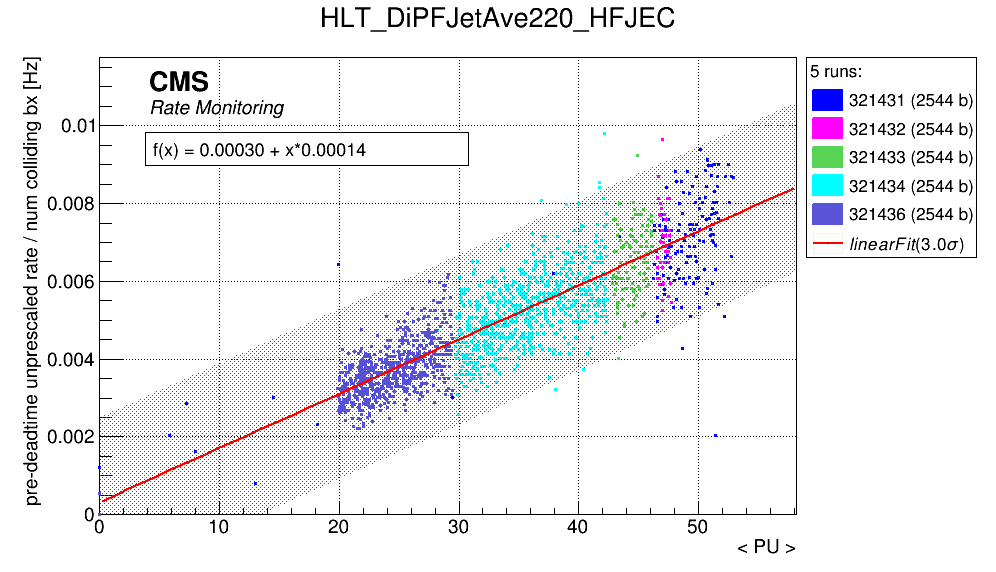 HLT_DiPFJetAve220_HFJEC
pre-deadtime unprescaled rate / num colliding bx [Hz]
CMS
Rate Monitoring
f(x) = 0.00030 + x*0.00014
0.01
0.008
0.006
0.004
0.002
0
0 10 20 30 40 50
< PU >
5 runs:
321431 (2544 b)
321432 (2544 b)
321433 (2544 b)
321434 (2544 b)
321436 (2544 b)
linearFit(3.0σ)